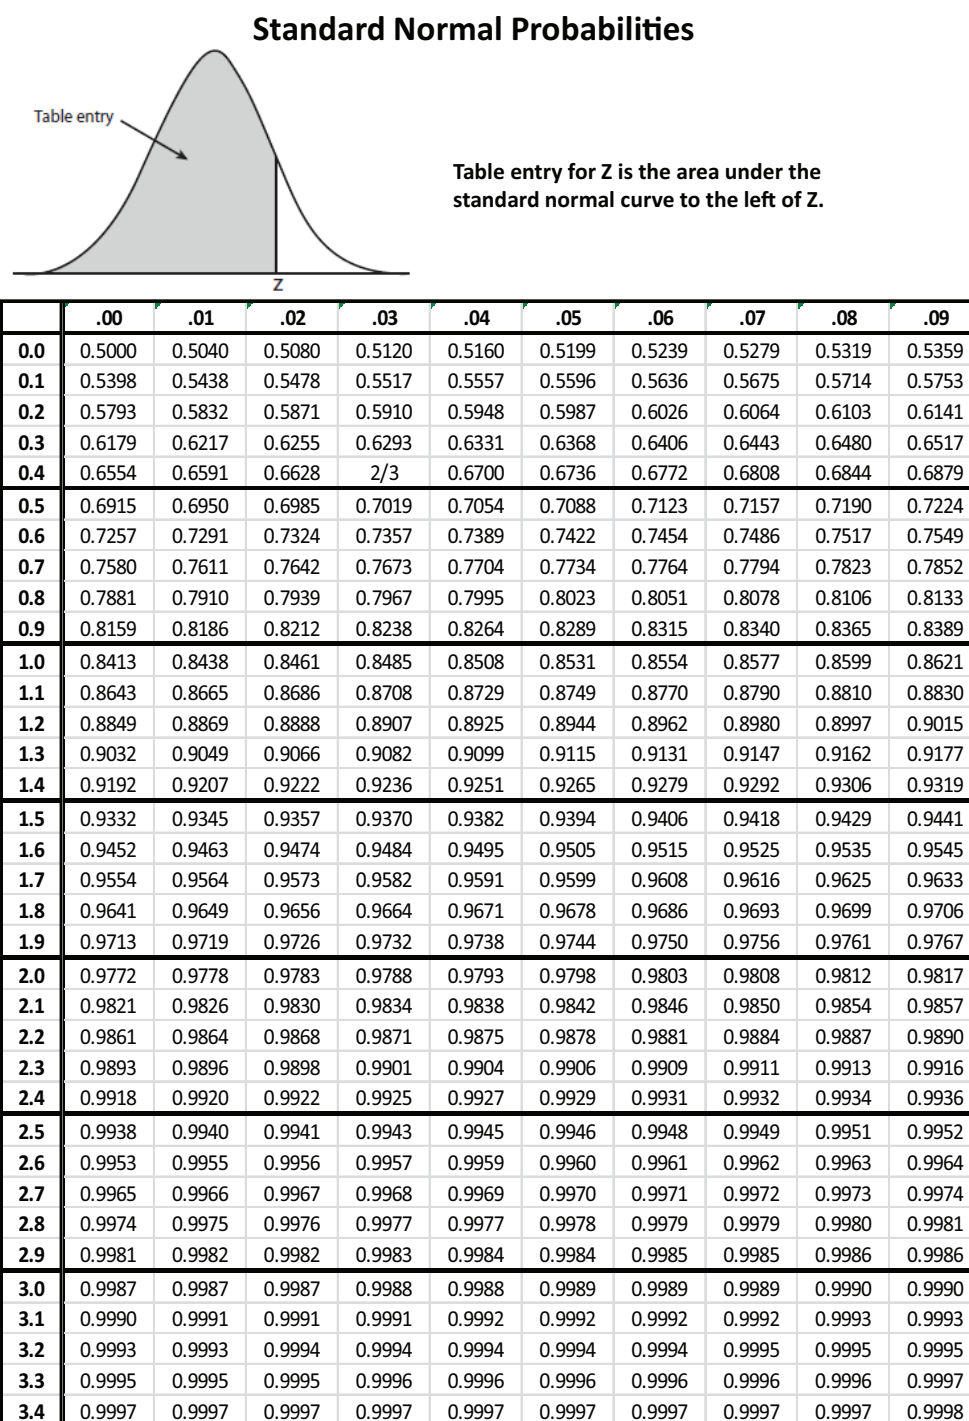 Standard Normal Probabilities
Table entry
Table entry for Z is the area under the
standard normal curve to the left of Z.
Z
.00 .01 .02 .03 .04 .05 .06 .07 .08 .09
0.0 0.5000 0.5040 0.5080 0.5120 0.5160 0.5199 0.5239 0.5279 0.5319 0.5359
0.1 0.5398 0.5438 0.5478 0.5517 0.5557 0.5596 0.5636 0.5675 0.5714 0.5753
0.2 0.5793 0.5832 0.5871 0.5910 0.5948 0.5987 0.6026 0.6064 0.6103 0.6141
0.3 0.6179 0.6217 0.6255 0.6293 0.6331 0.6368 0.6406 0.6443 0.6480 0.6517
0.4 0.6554 0.6591 0.6628 2/3 0.6700 0.6736 0.6772 0.6808 0.6844 0.6879
0.5 0.6915 0.6950 0.6985 0.7019 0.7054 0.7088 0.7123 0.7157 0.7190 0.7224
0.6 0.7257 0.7291 0.7324 0.7357 0.7389 0.7422 0.7454 0.7486 0.7517 0.7549
0.7 0.7580 0.7611 0.7642 0.7673 0.7704 0.7734 0.7764 0.7794 0.7823 0.7852
0.8 0.7881 0.7910 0.7939 0.7967 0.7995 0.8023 0.8051 0.8078 0.8106 0.8133
0.9 0.8159 0.8186 0.8212 0.8238 0.8264 0.8289 0.8315 0.8340 0.8365 0.8389
1.0 0.8413 0.8438 0.8461 0.8485 0.8508 0.8531 0.8554 0.8577 0.8599 0.8621
1.1 0.8643 0.8665 0.8686 0.8708 0.8729 0.8749 0.8770 0.8790 0.8810 0.8830
1.2 0.8849 0.8869 0.8888 0.8907 0.8925 0.8944 0.8962 0.8980 0.8997 0.9015
1.3 0.9032 0.9049 0.9066 0.9082 0.9099 0.9115 0.9131 0.9147 0.9162 0.9177
1.4 0.9192 0.9207 0.9222 0.9236 0.9251 0.9265 0.9279 0.9292 0.9306 0.9319
1.5 0.9332 0.9345 0.9357 0.9370 0.9382 0.9394 0.9406 0.9418 0.9429 0.9441
1.6 0.9452 0.9463 0.9474 0.9484 0.9495 0.9505 0.9515 0.9525 0.9535 0.9545
1.7 0.9554 0.9564 0.9573 0.9582 0.9591 0.9599 0.9608 0.9616 0.9625 0.9633
1.8 0.9641 0.9649 0.9656 0.9664 0.9671 0.9678 0.9686 0.9693 0.9699 0.9706
1.9 0.9713 0.9719 0.9726 0.9732 0.9738 0.9744 0.9750 0.9756 0.9761 0.9767
2.0 0.9772 0.9778 0.9783 0.9788 0.9793 0.9798 0.9803 0.9808 0.9812 0.9817
2.1 0.9821 0.9826 0.9830 0.9834 0.9838 0.9842 0.9846 0.9850 0.9854 0.9857
2.2 0.9861 0.9864 0.9868 0.9871 0.9875 0.9878 0.9881 0.9884 0.9887 0.9890
2.3 0.9893 0.9896 0.9898 0.9901 0.9904 0.9906 0.9909 0.9911 0.9913 0.9916
2.4 0.9918 0.9920 0.9922 0.9925 0.9927 0.9929 0.9931 0.9932 0.9934 0.9936
2.5 0.9938 0.9940 0.9941 0.9943 0.9945 0.9946 0.9948 0.9949 0.9951 0.9952
2.6 0.9953 0.9955 0.9956 0.9957 0.9959 0.9960 0.9961 0.9962 0.9963 0.9964
2.7 0.9965 0.9966 0.9967 0.9968 0.9969 0.9970 0.9971 0.9972 0.9973 0.9974
2.8 0.9974 0.9975 0.9976 0.9977 0.9977 0.9978 0.9979 0.9979 0.9980 0.9981
2.9 0.9981 0.9982 0.9982 0.9983 0.9984 0.9984 0.9985 0.9985 0.9986 0.9986
3.0 0.9987 0.9987 0.9987 0.9988 0.9988 0.9989 0.9989 0.9989 0.9990 0.9990
3.1 0.9990 0.9991 0.9991 0.9991 0.9992 0.9992 0.9992 0.9992 0.9993 0.9993
3.2 0.9993 0.9993 0.9994 0.9994 0.9994 0.9994 0.9994 0.9995 0.9995 0.9995
3.3 0.9995 0.9995 0.9995 0.9996 0.9996 0.9996 0.9996 0.9996 0.9996 0.9997
3.4 0.9997 0.9997 0.9997 0.9997 0.9997 0.9997 0.9997 0.9997 0.9997 0.9998